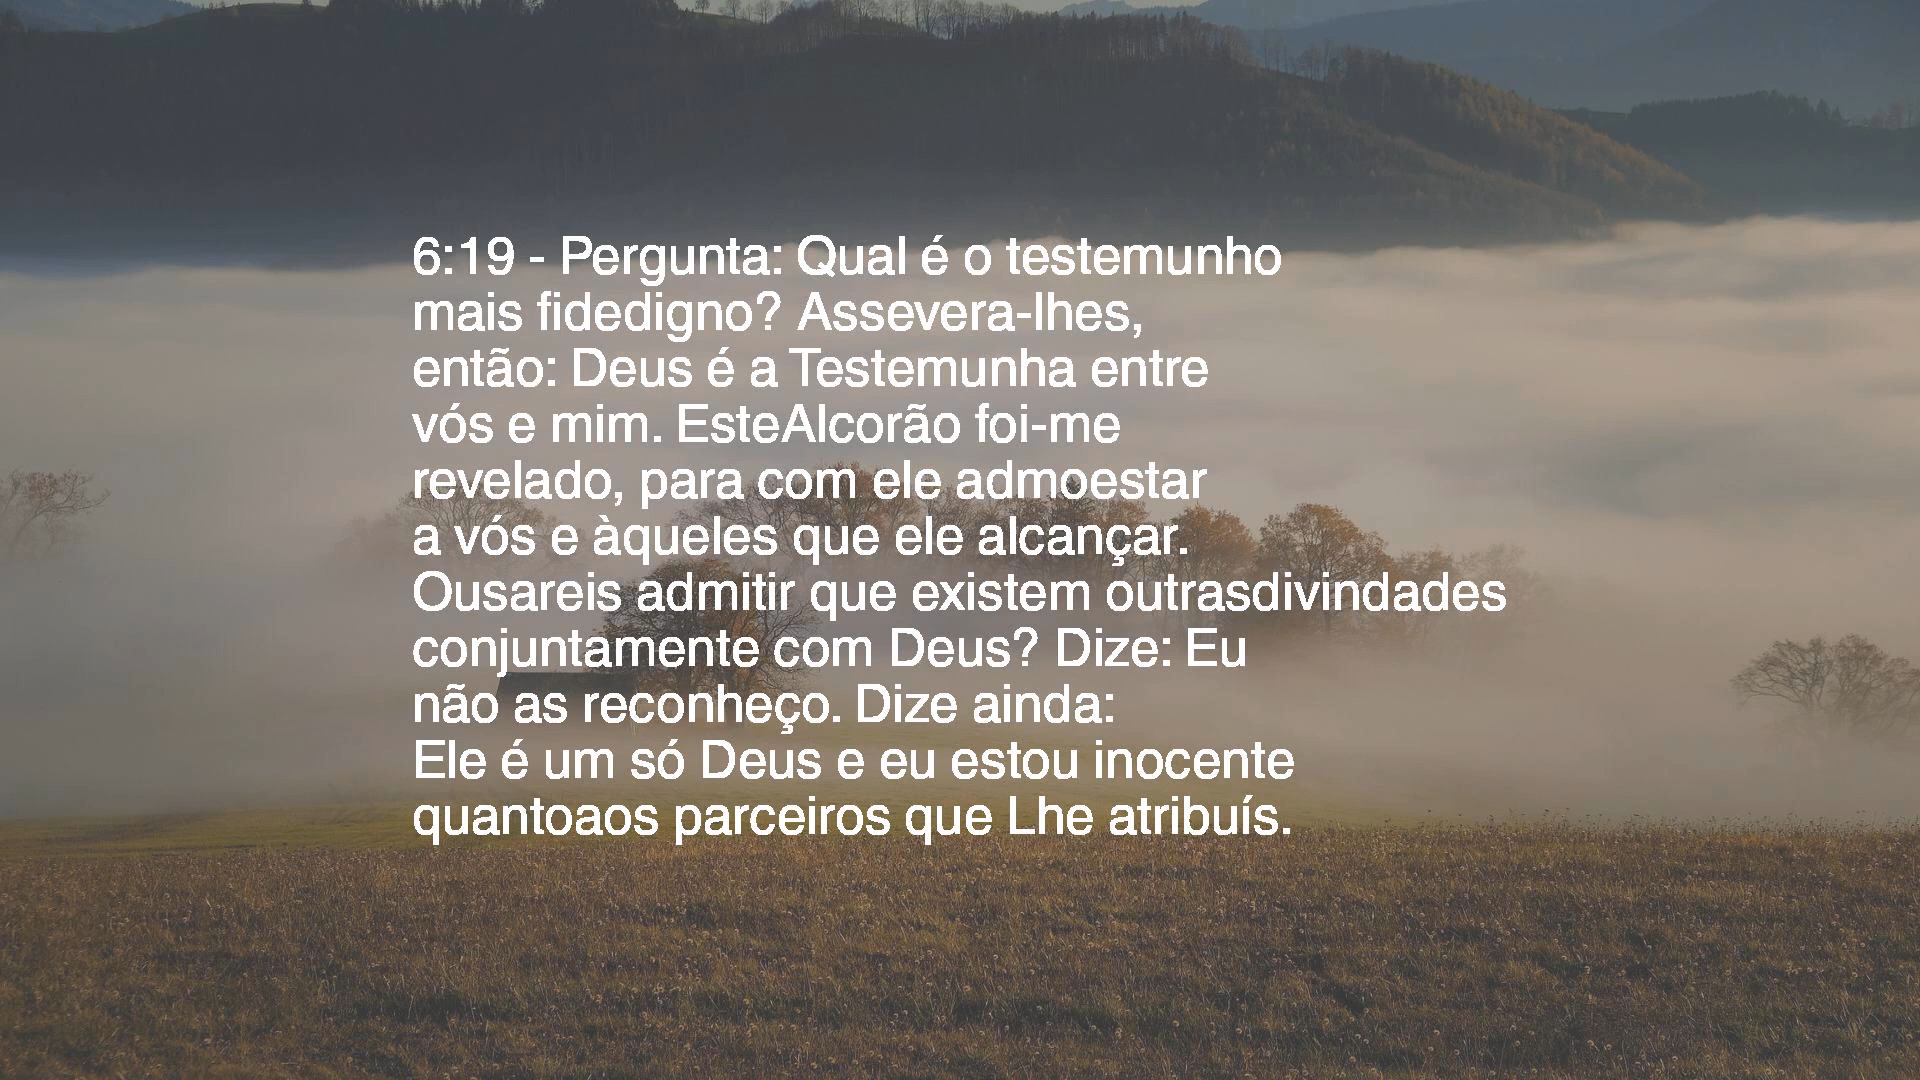 6:19 - Pergunta: Qual é o testemunho
mais fidedigno? Assevera-lhes,
então: Deus é a Testemunha entre
vós e mim. EsteAlcorão foi-me
revelado, para com ele admoestar
a vós e àqueles que ele alcançar.
Ousareis admitir que existem outrasdivindades
conjuntamente com Deus? Dize: Eu
não as reconheço. Dize ainda:
Ele é um só Deus e eu estou inocente
quantoaos parceiros que Lhe atribuís.